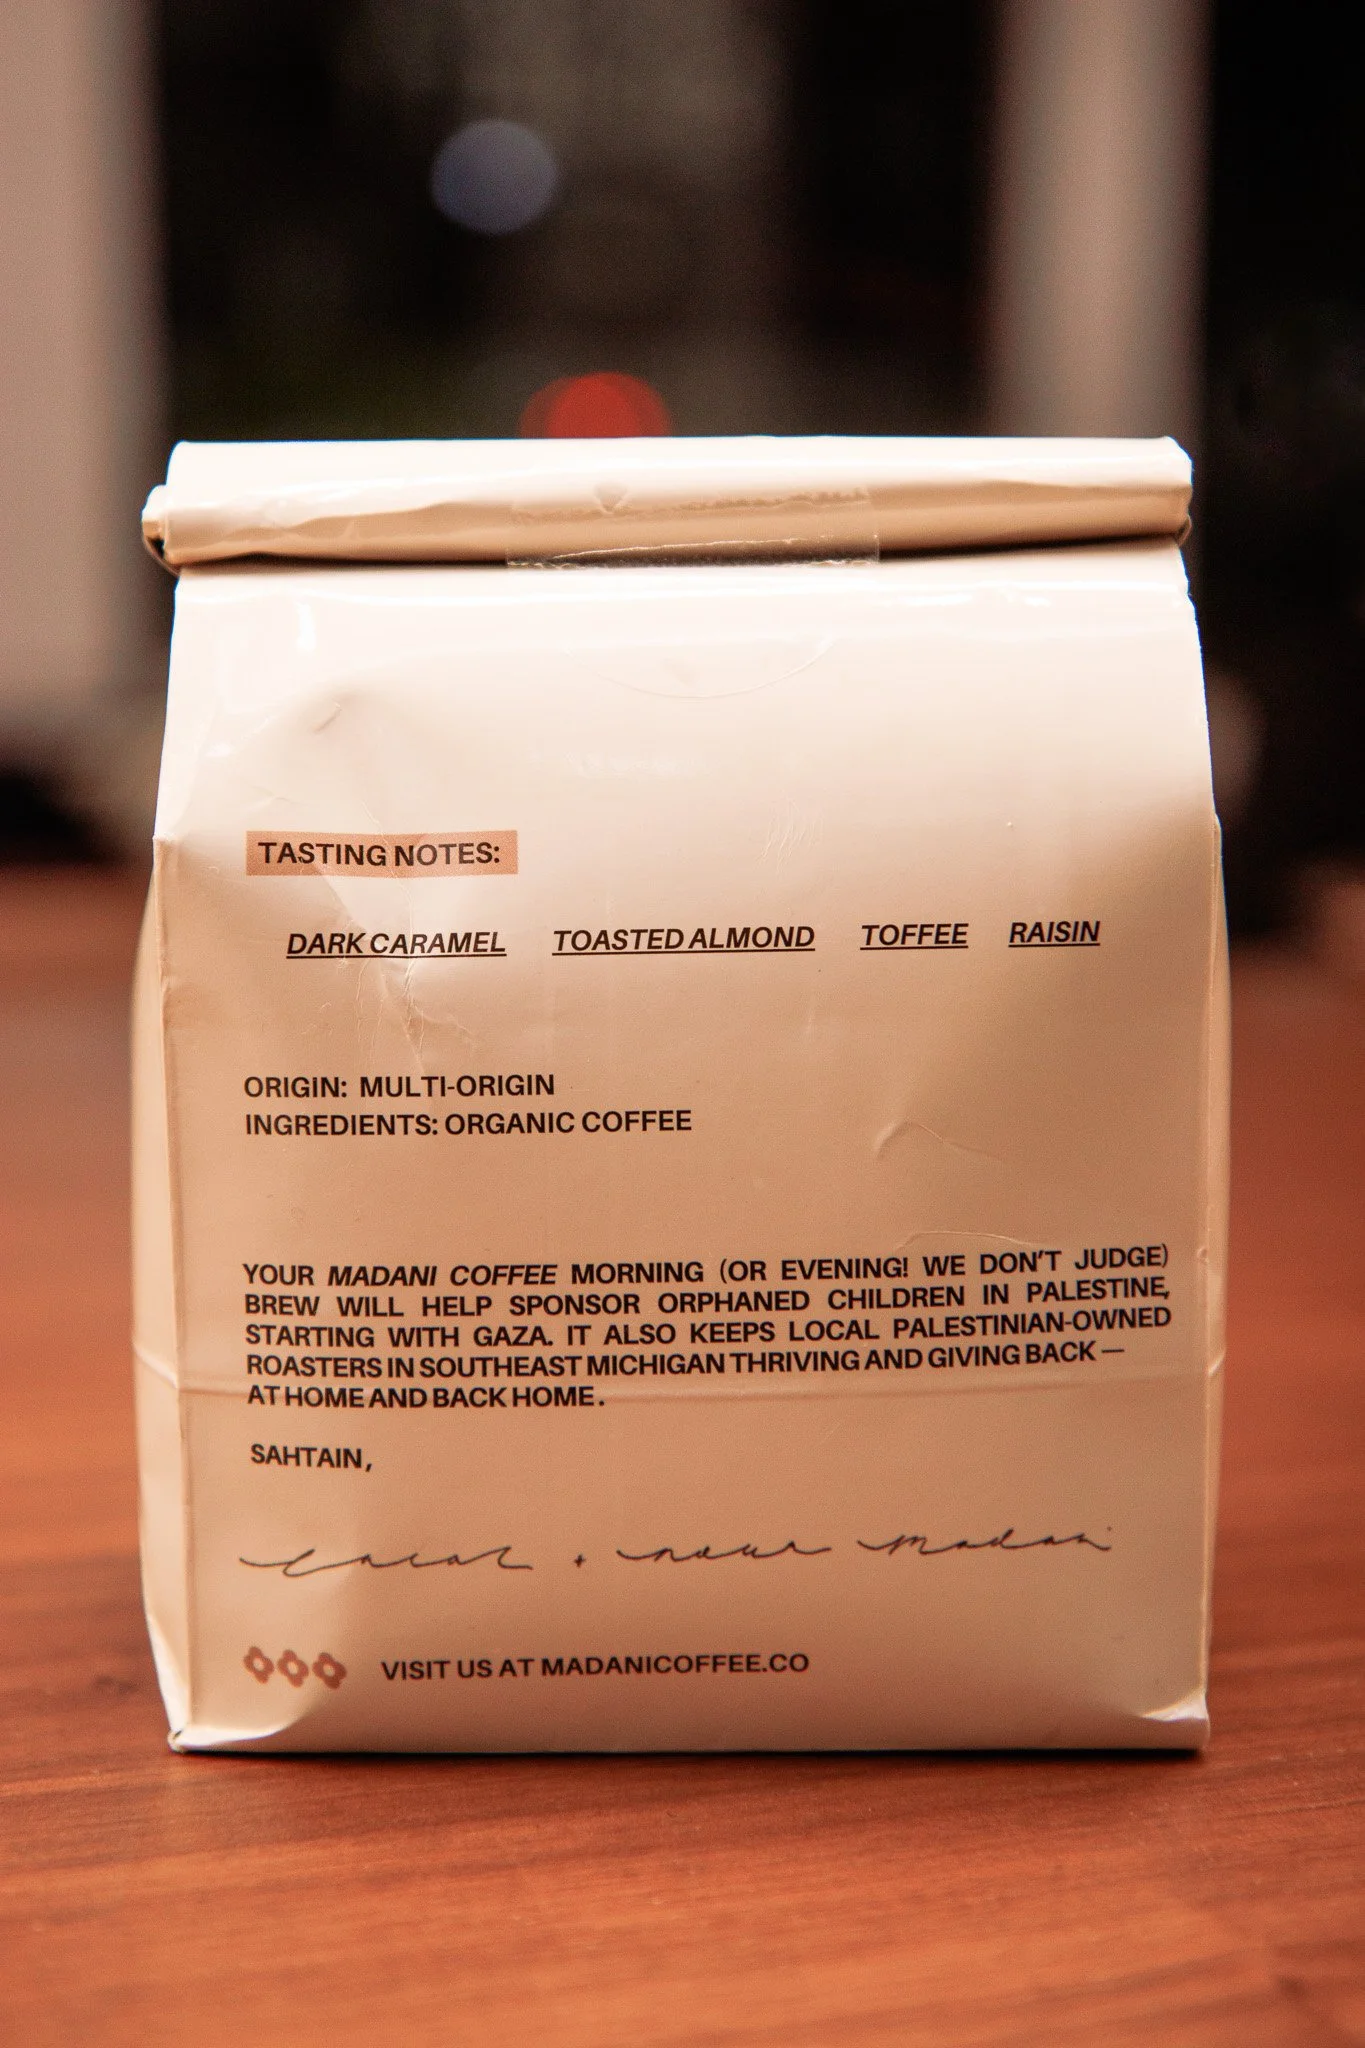 TASTING NOTES:
DARK CARAMEL TOASTED ALMOND TOFFEE RAISIN
ORIGIN: MULTI-ORIGIN
INGREDIENTS: ORGANIC COFFEE
YOUR MADANI COFFEE MORNING (OR EVENING! WE DON'T JUDGE)
BREW WILL HELP SPONSOR ORPHANED CHILDREN IN PALESTINE,
STARTING WITH GAZA. IT ALSO KEEPS LOCAL PALESTINIAN-OWNED
ROASTERS IN SOUTHEAST MICHIGAN THRIVING AND GIVING BACK —
AT HOME AND BACK HOME.
SAHTAIN,
+ nour madani
VISIT US AT MADANICOFFEE.CO